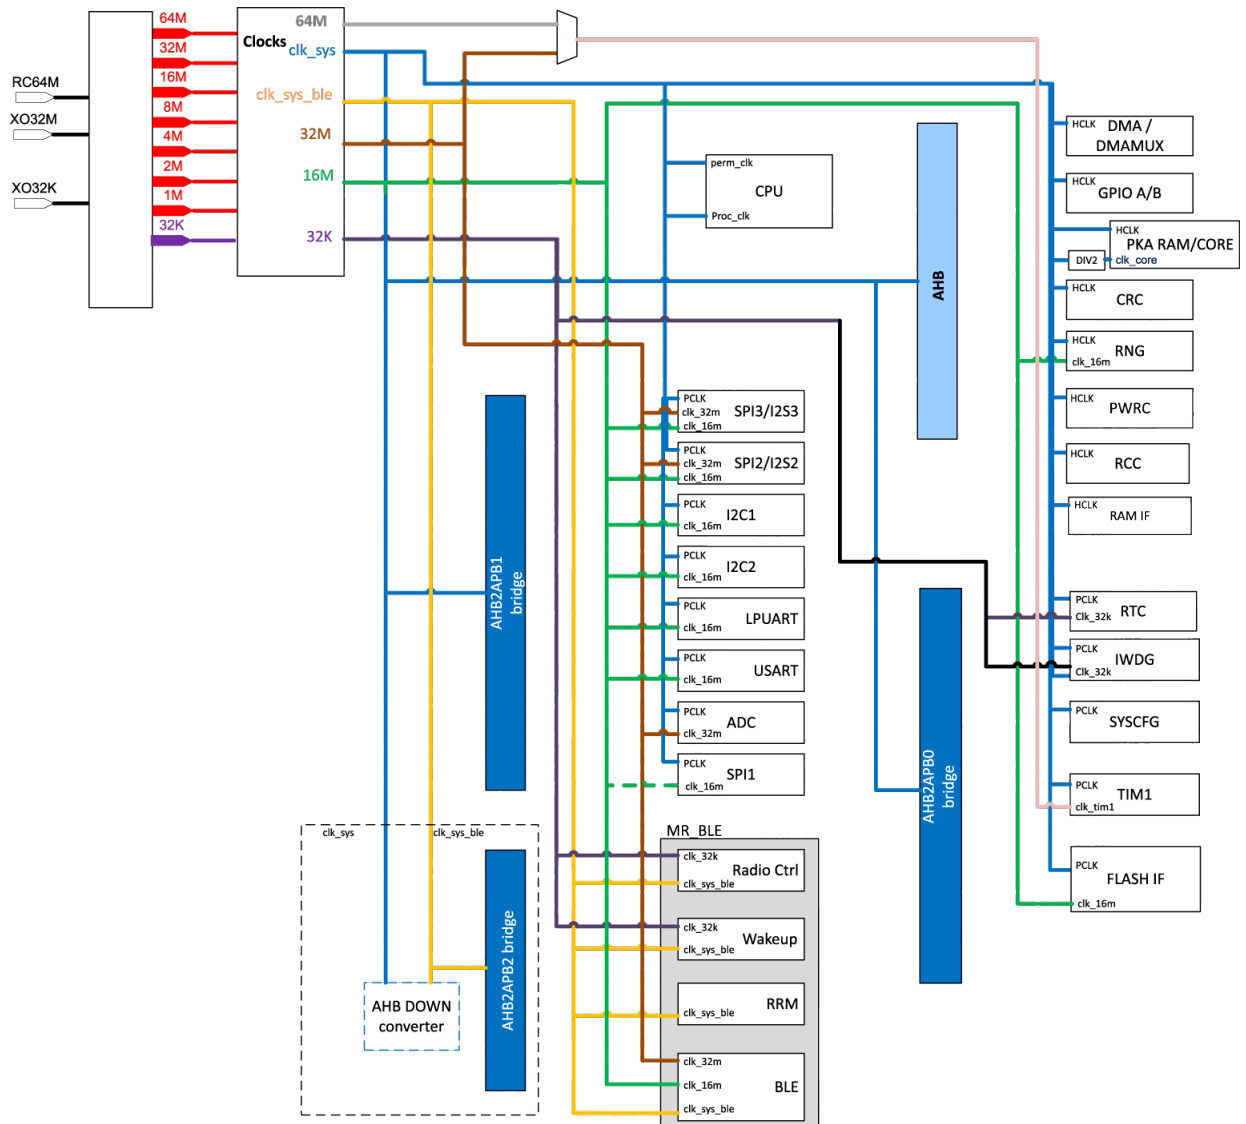 RC64M
XO32M
XO32K
64M
32M
16M
8M
4M
2M
1M
32K
Clocks
64M
clk_sys
clk_sys_ble
32M
16M
32K
perm_clk
CPU
Proc_clk
AHB
HCLK
DMA /
DMAMUX
HCLK
GPIO A/B
HCLK
PKA RAM/CORE
DIV2
clk_core
HCLK
CRC
HCLK
RNG
clk_16m
HCLK
PWRC
HCLK
RCC
HCLK
RAM IF
PCLK
RTC
Clk_32k
PCLK
IWDG
Clk_32k
PCLK
SYSCFG
PCLK
TIM1
clk_tim1
PCLK
FLASH IF
clk_16m
PCLK
SPI3/I2S3
clk_32m
clk_16m
PCLK
SPI2/I2S2
clk_32m
clk_16m
PCLK
I2C1
clk_16m
PCLK
I2C2
clk_16m
PCLK
LPUART
clk_16m
PCLK
USART
clk_16m
PCLK
ADC
clk_32m
PCLK
SPI1
clk_16m
AHB2APB1
bridge
AHB2APB0
bridge
clk_sys
clk_sys_ble
AHB2APB2 bridge
AHB DOWN
converter
MR_BLE
clk_32k
Radio Ctrl
clk_sys_ble
clk_32k
Wakeup
clk_sys_ble
RRM
clk_sys_ble
clk_32m
clk_16m
BLE
clk_sys_ble